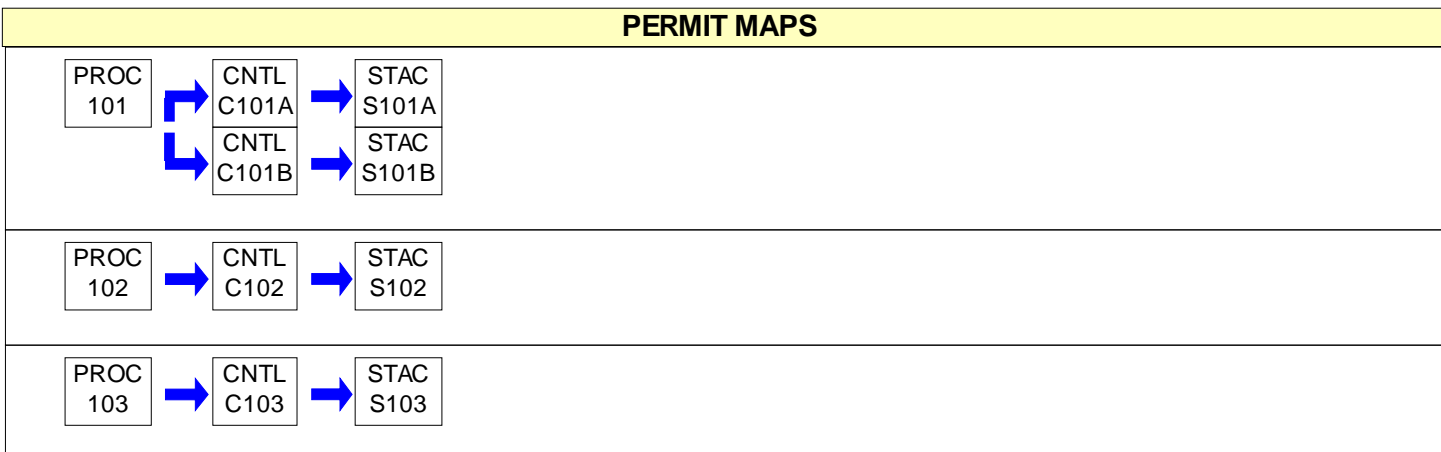 PERMIT MAPS
PROC
101
CNTL
C101A
STAC
S101A
CNTL
C101B
STAC
S101B
PROC
102
CNTL
C102
STAC
S102
PROC
103
CNTL
C103
STAC
S103